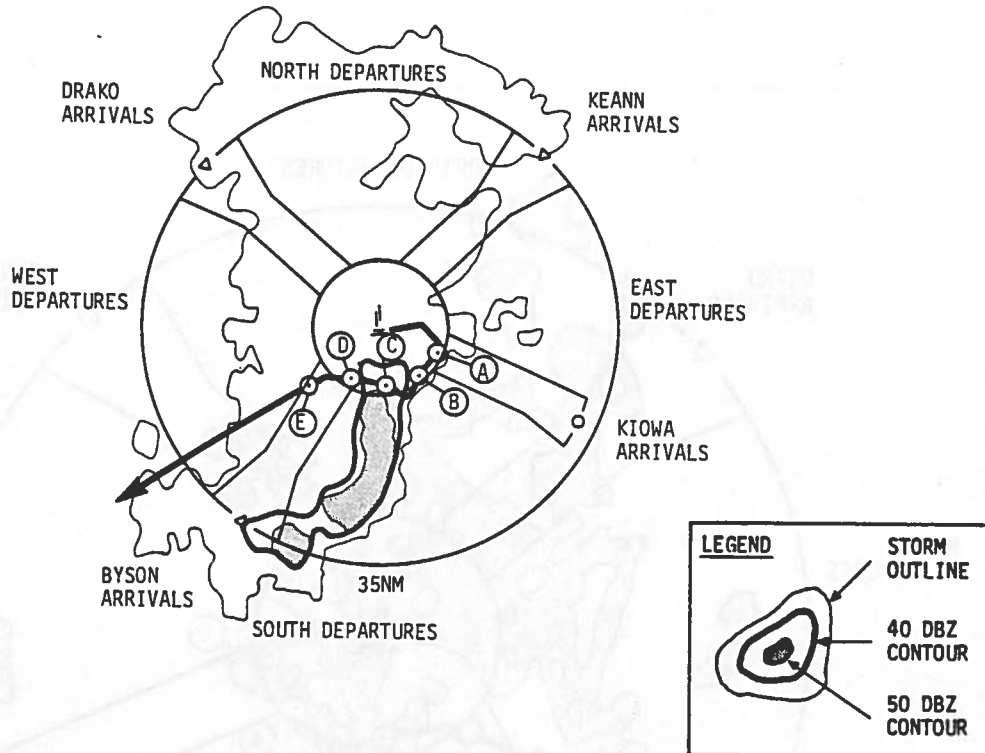 NORTH DEPARTURES
DRAKO
ARRIVALS
KEANN
ARRIVALS
WEST
DEPARTURES
EAST
DEPARTURES
D
C
A
B
E
KIOWA
ARRIVALS
BYSON
ARRIVALS
35NM
SOUTH DEPARTURES
LEGEND
STORM
OUTLINE
40 DBZ
CONTOUR
50 DBZ
CONTOUR